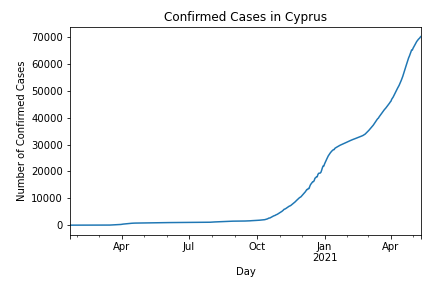 Confirmed Cases in Cyprus
Number of Confirmed Cases
70000
60000
50000
40000
30000
20000
10000
0
Apr
Jul
Oct
Jan
2021
Apr
Day